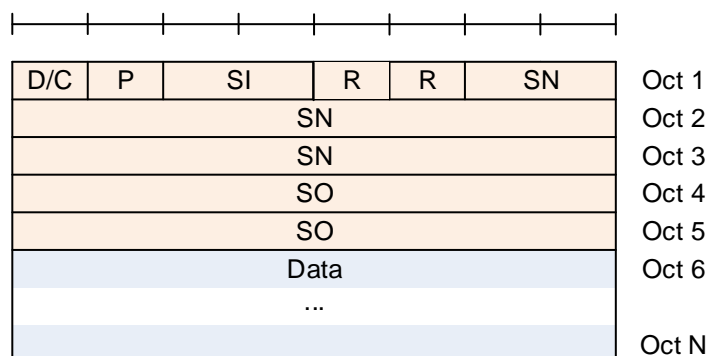 D/C P SI R R SN Oct 1
SN Oct 2
SN Oct 3
SO Oct 4
SO Oct 5
Data Oct 6
...
Oct N